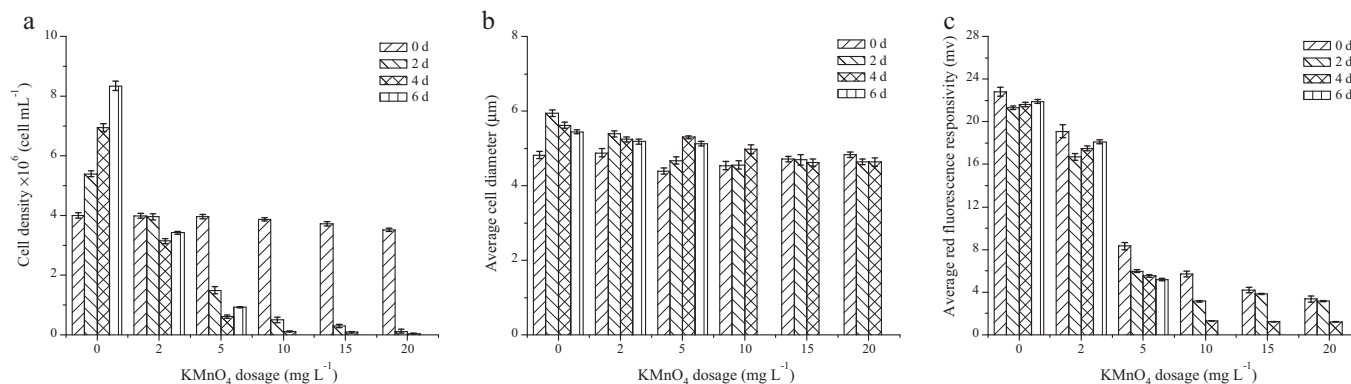 a
10
8
6
4
2
0
Cell density ×10⁶ (cell mL⁻¹)
0 d
2 d
4 d
6 d
0 2 5 10 15 20
KMnO₄ dosage (mg L⁻¹)
b
8
6
4
2
0
Average cell diameter (μm)
0 d
2 d
4 d
6 d
0 2 5 10 15 20
KMnO₄ dosage (mg L⁻¹)
c
28
24
20
16
12
8
4
0
Average red fluorescence responsivity (mv)
0 d
2 d
4 d
6 d
0 2 5 10 15 20
KMnO₄ dosage (mg L⁻¹)